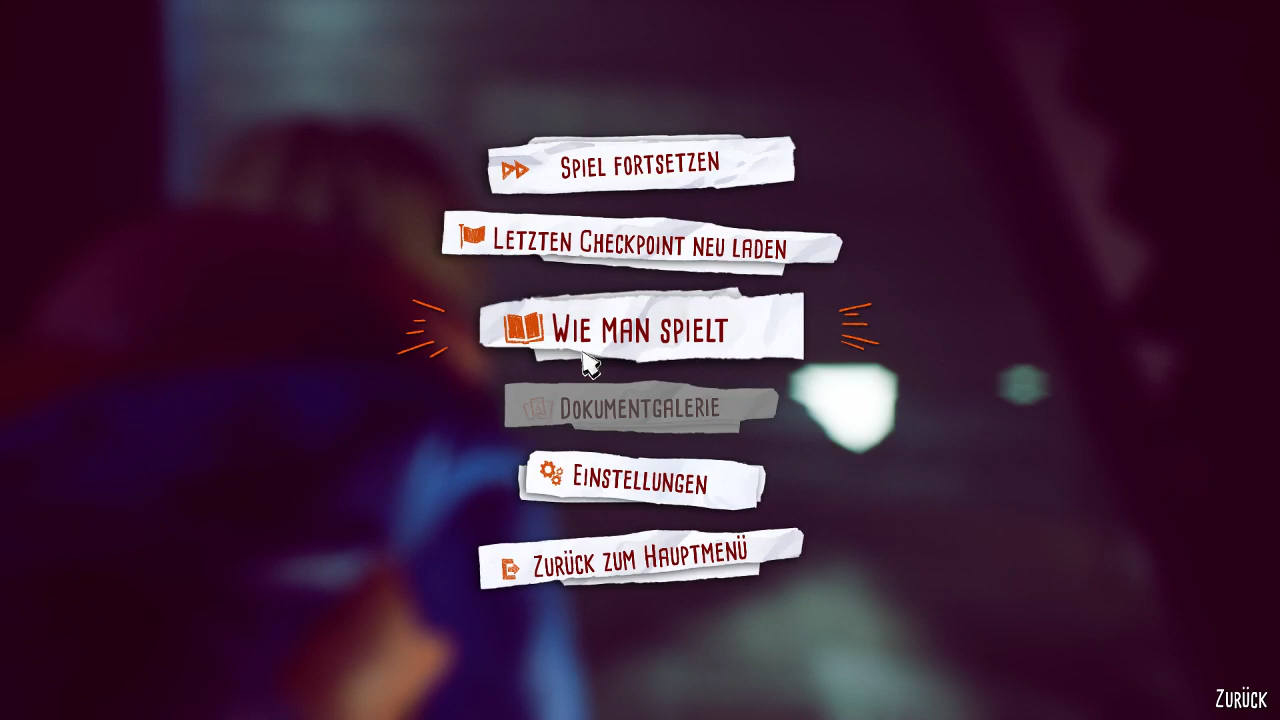 Spiel fortsetzen
Letzten Checkpoint neu laden
Wie man spielt
Dokumentgalerie
Einstellungen
Zurück zum Hauptmenü
Zurück